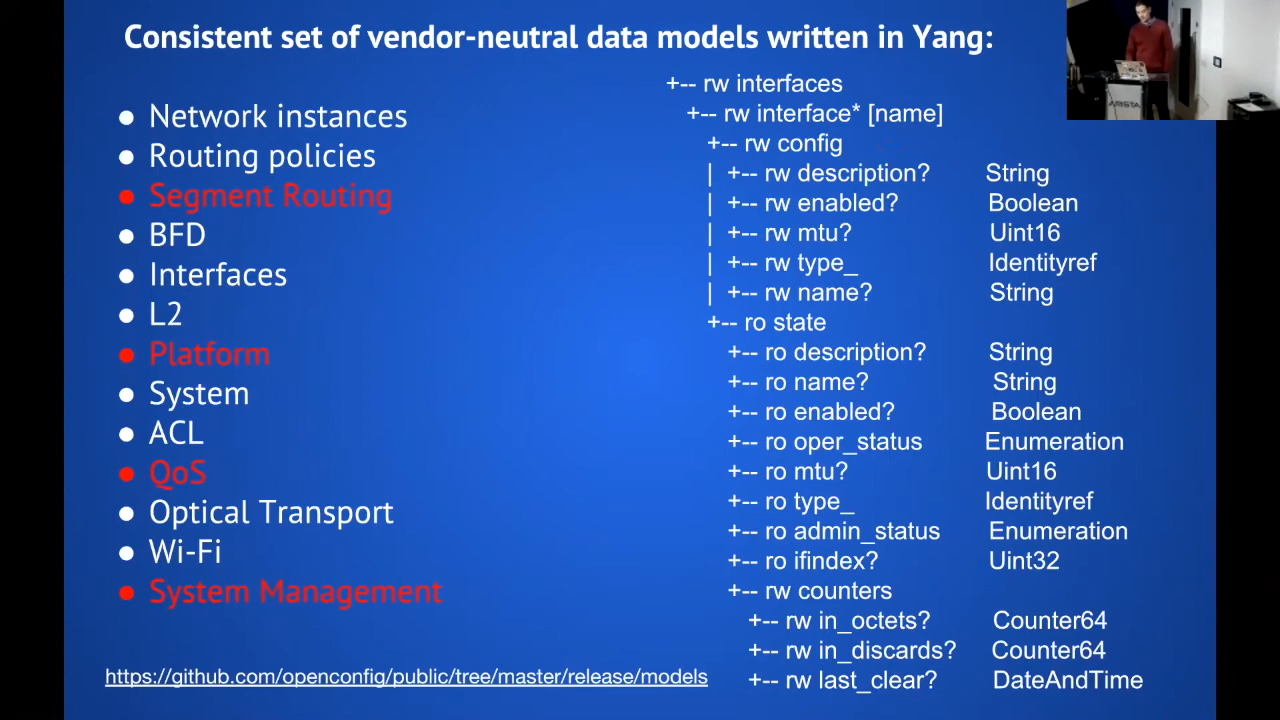 Consistent set of vendor-neutral data models written in Yang:
● Network instances
● Routing policies
● Segment Routing
● BFD
● Interfaces
● L2
● Platform
● System
● ACL
● QoS
● Optical Transport
● Wi-Fi
● System Management
https://github.com/openconfig/public/tree/master/release/models
+-- rw interfaces
+-- rw interface* [name]
+-- rw config
| +-- rw description? String
| +-- rw enabled? Boolean
| +-- rw mtu? Uint16
| +-- rw type_ Identityref
| +-- rw name? String
+-- ro state
+-- ro description? String
+-- ro name? String
+-- ro enabled? Boolean
+-- ro oper_status Enumeration
+-- ro mtu? Uint16
+-- ro type_ Identityref
+-- ro admin_status Enumeration
+-- ro ifindex? Uint32
+-- rw counters
+-- rw in_octets? Counter64
+-- rw in_discards? Counter64
+-- rw last_clear? DateAndTime
ARISTA